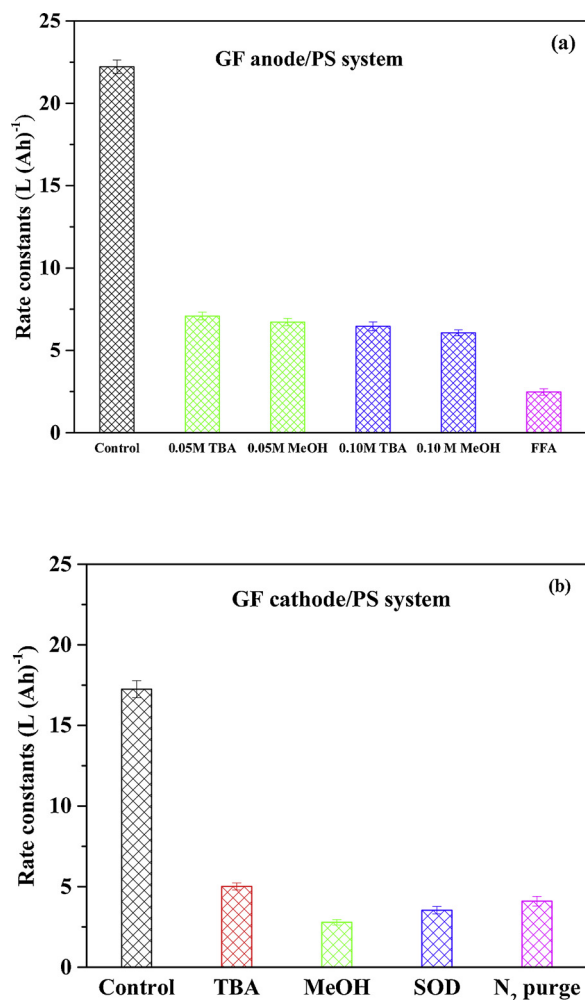 (a)
GF anode/PS system
Rate constants (L (Ah)-1
25
20
15
10
5
0
Control 0.05M TBA 0.05M MeOH 0.10M TBA 0.10 M MeOH FFA
(b)
GF cathode/PS system
Rate constants (L (Ah)-1
25
20
15
10
5
0
Control TBA MeOH SOD N2 purge